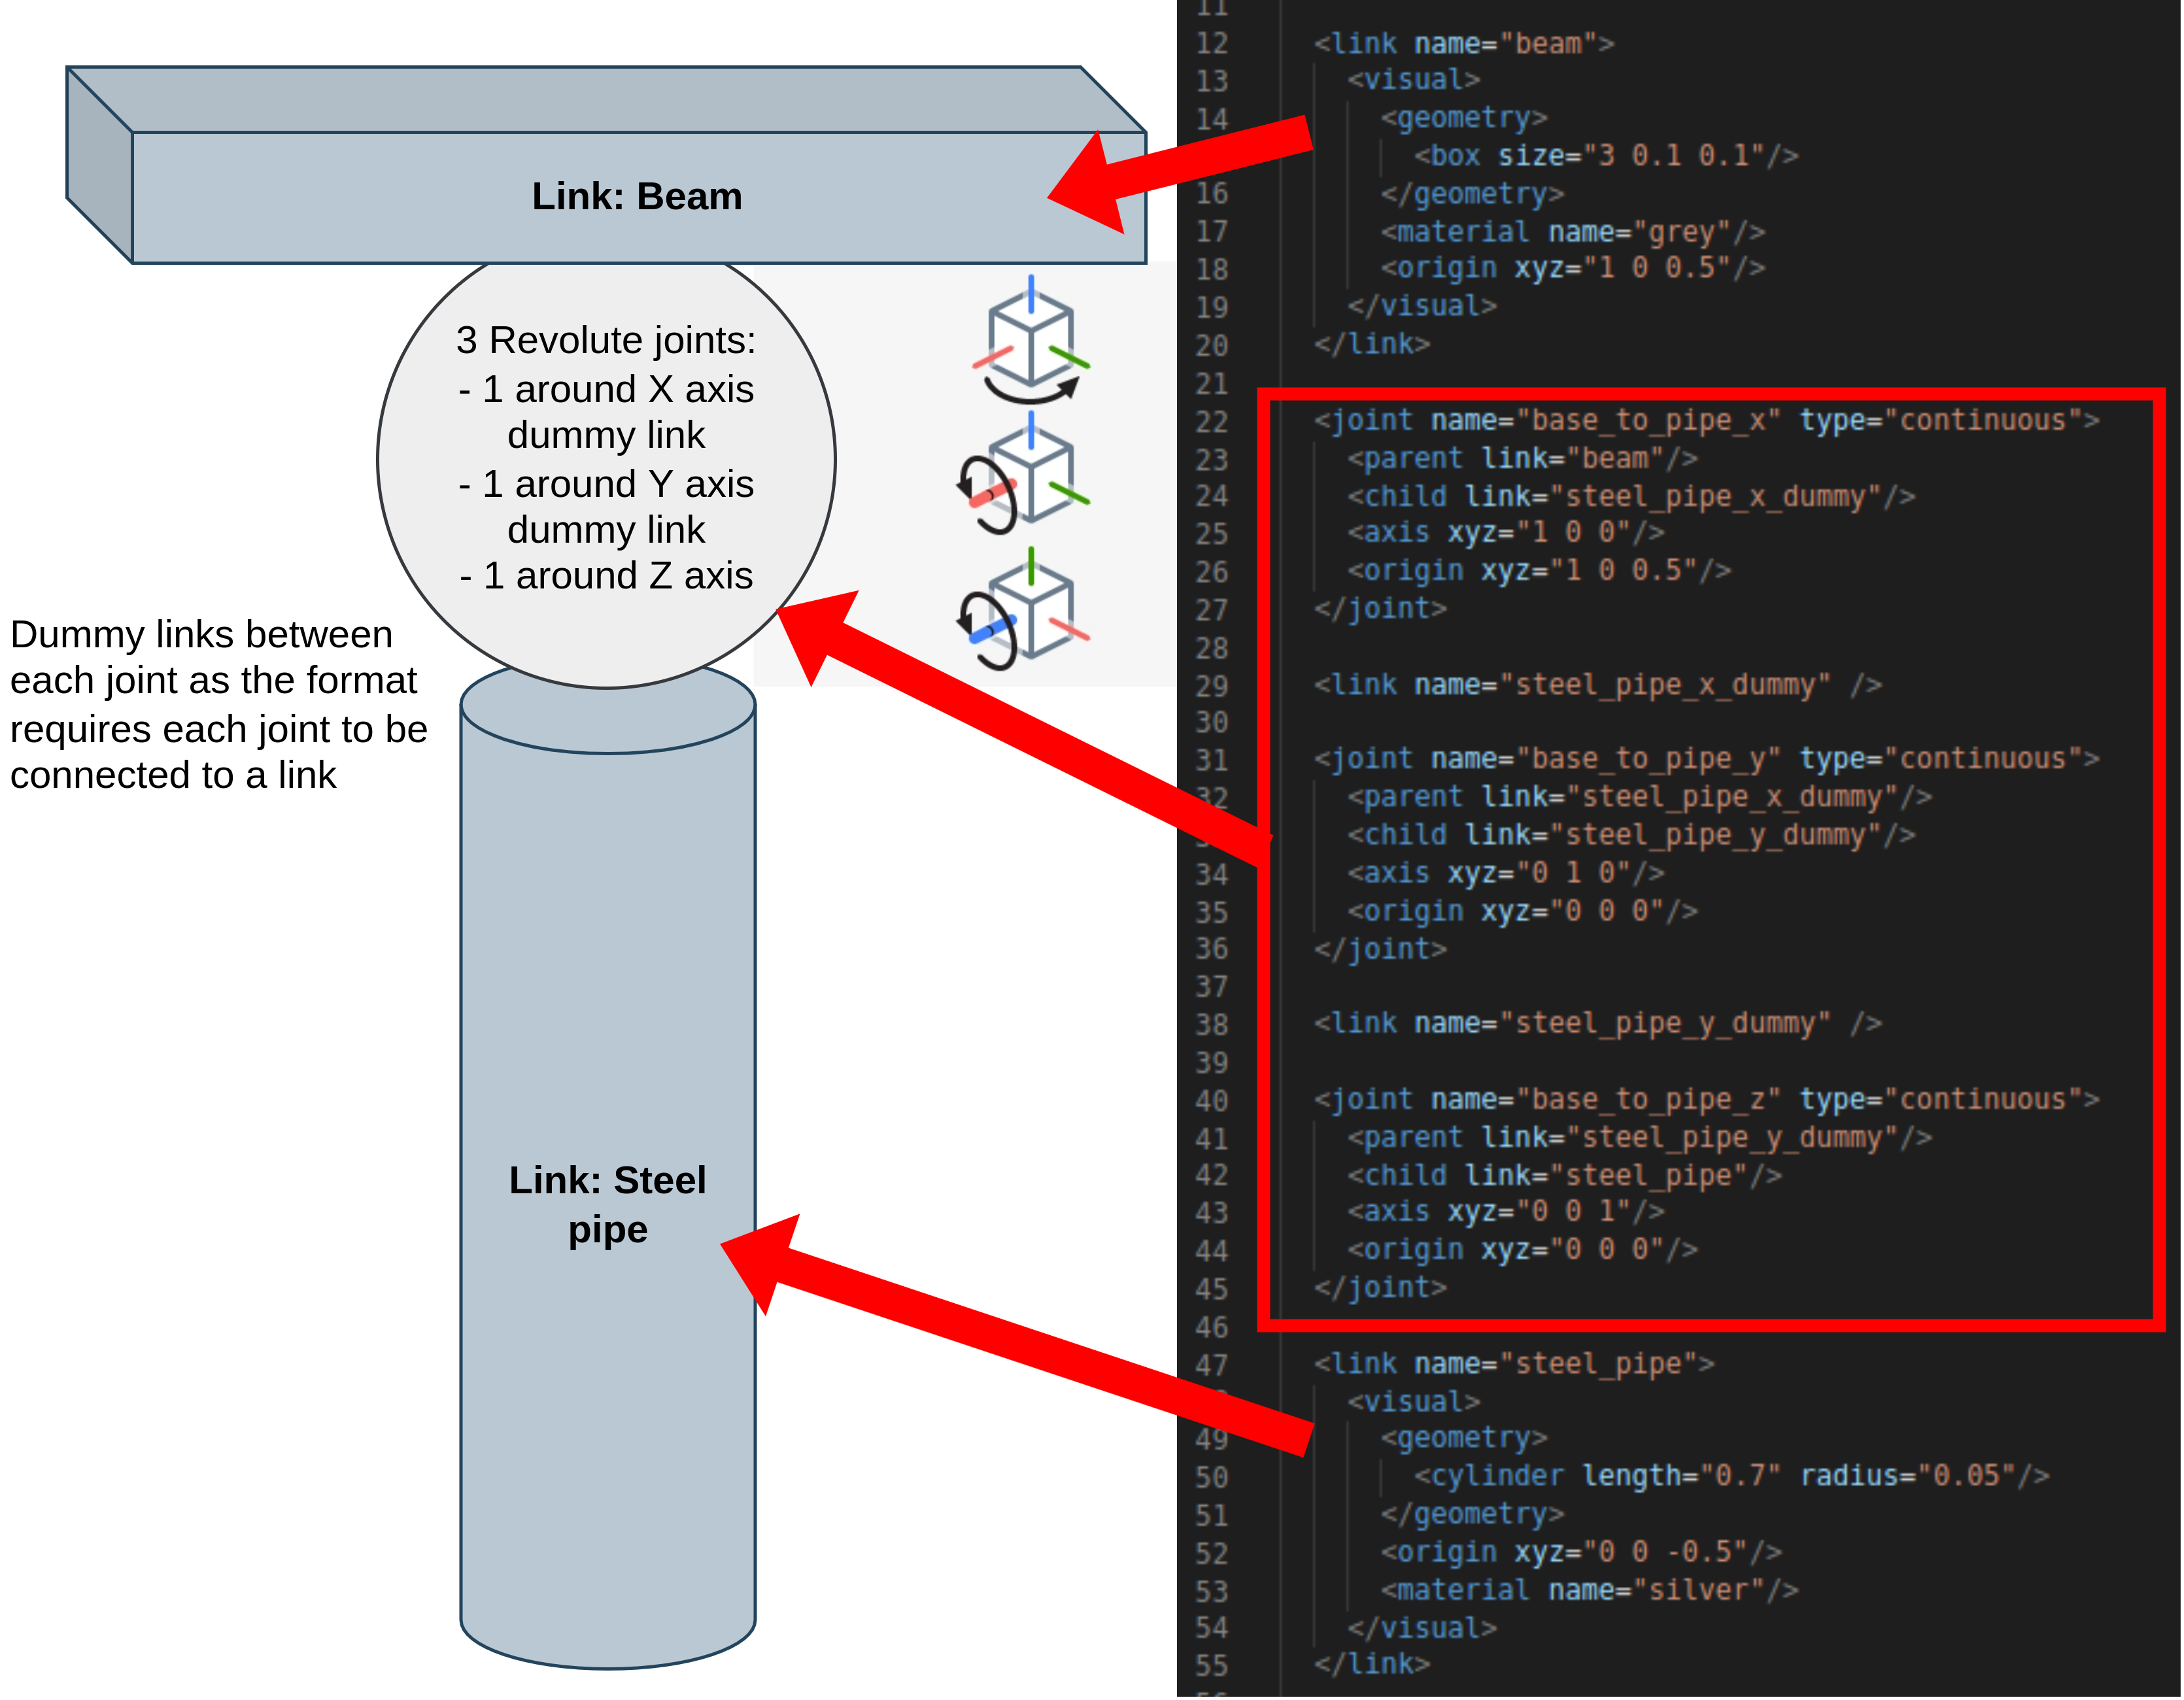 Link: Beam
3 Revolute joints:
- 1 around X axis
dummy link
- 1 around Y axis
dummy link
- 1 around Z axis
Dummy links between
each joint as the format
requires each joint to be
connected to a link
Link: Steel
pipe
11
12 <link name="beam">
13 <visual>
14 <geometry>
<box size="3 0.1 0.1"/>
16 </geometry>
17 <material name="grey"/>
18 <origin xyz="1 0 0.5"/>
19 </visual>
20 </link>
21
22 <joint name="base_to_pipe_x" type="continuous">
23 <parent link="beam"/>
24 <child link="steel_pipe_x_dummy"/>
25 <axis xyz="1 0 0"/>
26 <origin xyz="1 0 0.5"/>
27 </joint>
28
29 <link name="steel_pipe_x_dummy" />
30
31 <joint name="base_to_pipe_y" type="continuous">
32 <parent link="steel_pipe_x_dummy"/>
<child link="steel_pipe_y_dummy"/>
34 <axis xyz="0 1 0"/>
35 <origin xyz="0 0 0"/>
36 </joint>
37
38 <link name="steel_pipe_y_dummy" />
39
40 <joint name="base_to_pipe_z" type="continuous">
41 <parent link="steel_pipe_y_dummy"/>
42 <child link="steel_pipe"/>
43 <axis xyz="0 0 1"/>
44 <origin xyz="0 0 0"/>
45 </joint>
46
47 <link name="steel_pipe">
<visual>
49 <geometry>
50 <cylinder length="0.7" radius="0.05"/>
51 </geometry>
52 <origin xyz="0 0 -0.5"/>
53 <material name="silver"/>
54 </visual>
55 </link>